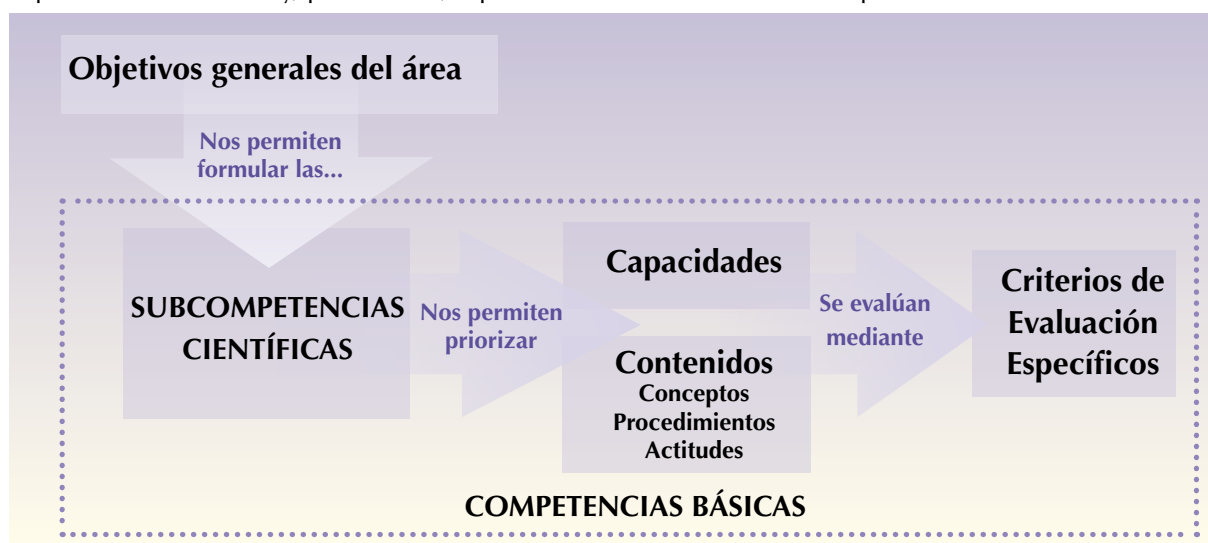 Objetivos generales del área
Nos permiten
formular las...
SUBCOMPETENCIAS
CIENTÍFICAS
Nos permiten
priorizar
Capacidades
Contenidos
Conceptos
Procedimientos
Actitudes
Se evalúan
mediante
Criterios de
Evaluación
Específicos
COMPETENCIAS BÁSICAS